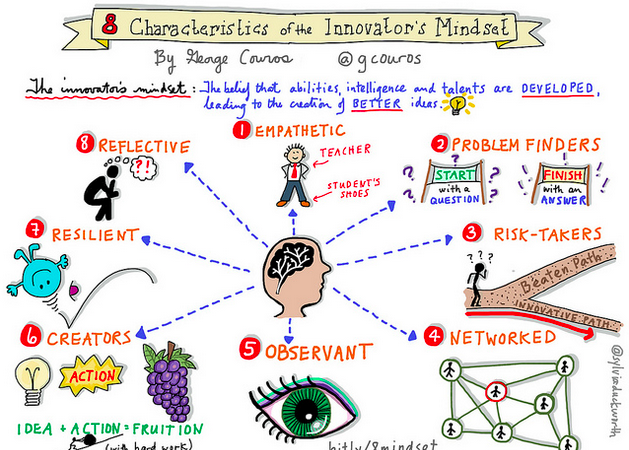 8 Characteristics of the Innovator's Mindset
By George Couros @gcouros
The innovator's mindset : The belief that abilities, intelligence and talents are DEVELOPED,
leading to the creation of BETTER ideas.
1 EMPATHETIC
TEACHER
STUDENT'S
SHOES
2 PROBLEM FINDERS
? ? ? ? ?
START
with a
QUESTION
FINISH
with an
ANSWER
3 RISK-TAKERS
? ? ?
Beaten Path
INNOVATIVE PATH
4 NETWORKED
5 OBSERVANT
6 CREATORS
ACTION
IDEA + ACTION = FRUITION
(with hard work)
7 RESILIENT
8 REFLECTIVE
?!
bit.ly/8mindset
@sylviaduckworth